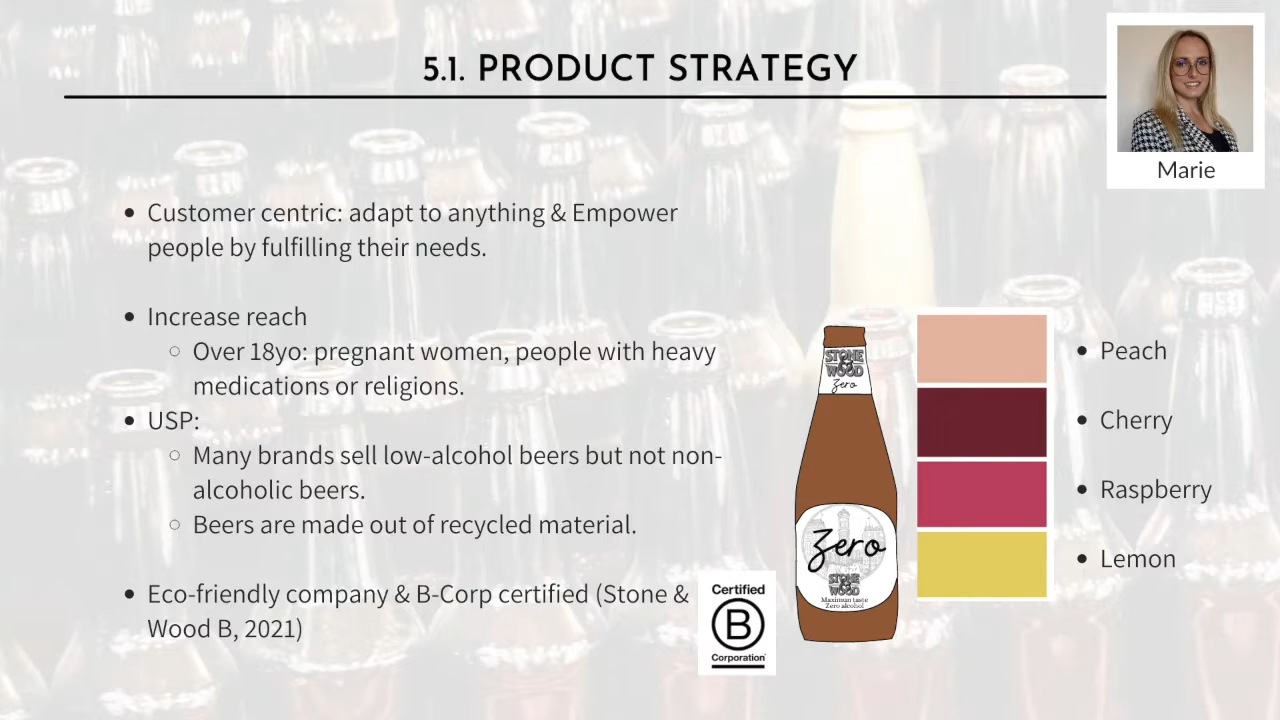 5.1. PRODUCT STRATEGY
Marie
• Customer centric: adapt to anything & Empower
people by fulfilling their needs.
• Increase reach
○ Over 18yo: pregnant women, people with heavy
medications or religions.
• USP:
○ Many brands sell low-alcohol beers but not non-
alcoholic beers.
○ Beers are made out of recycled material.
• Eco-friendly company & B-Corp certified (Stone &
Wood B, 2021)
Certified
B
Corporation
STONE
&
WOOD
Zero
Zero
STONE
&
WOOD
Maximum taste
Zero alcohol
• Peach
• Cherry
• Raspberry
• Lemon